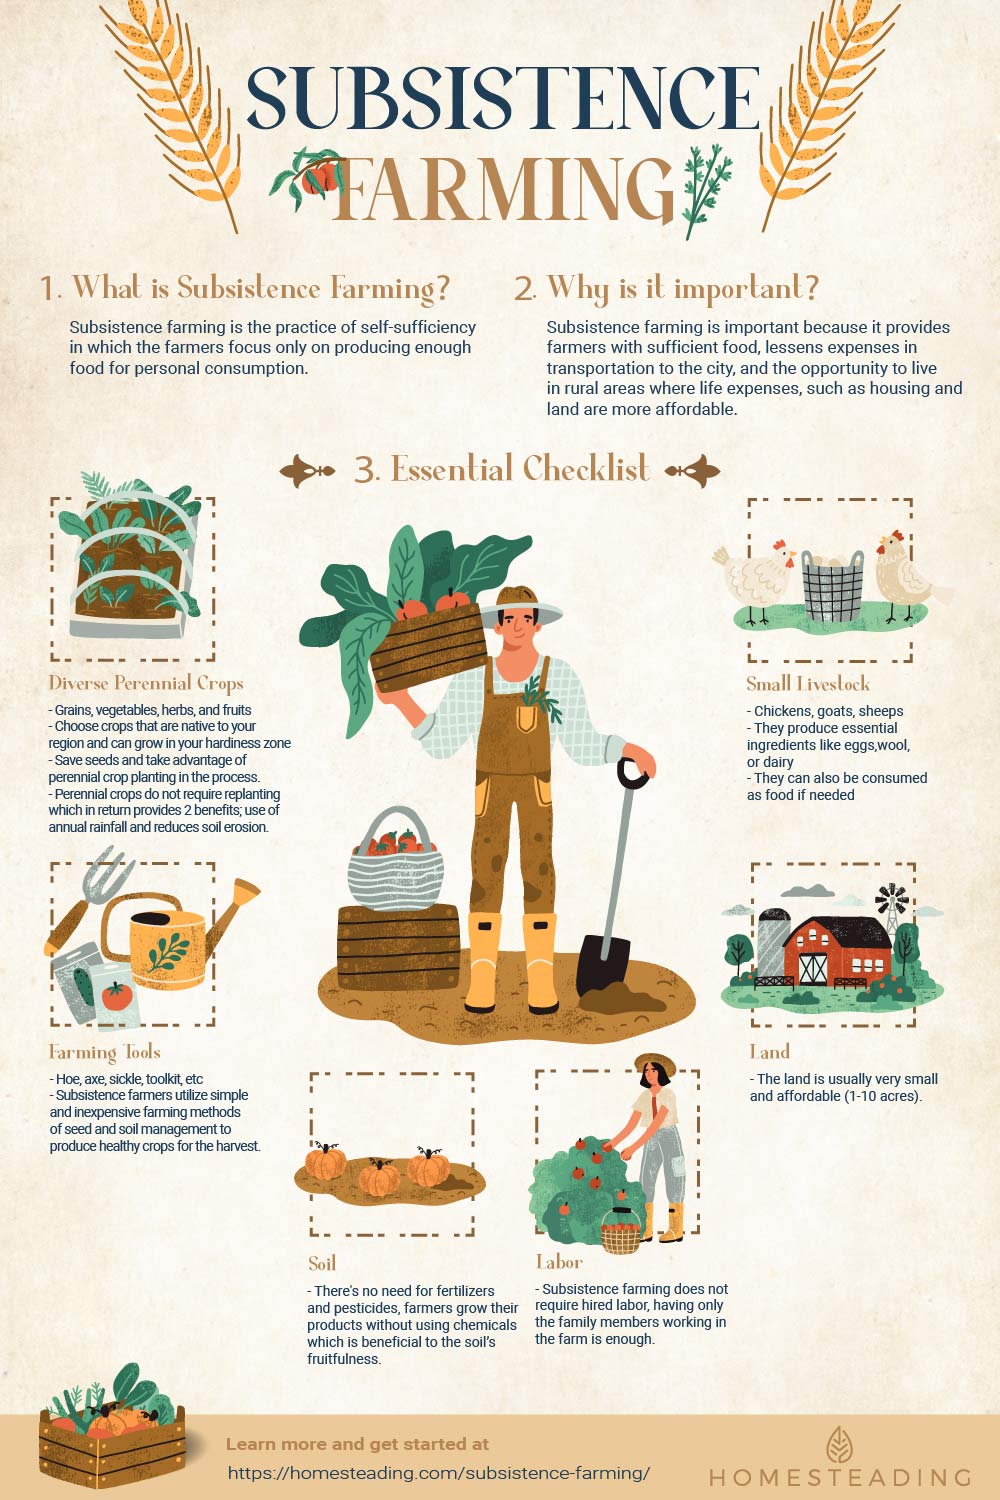 SUBSISTENCE
FARMING
1. What is Subsistence Farming?
Subsistence farming is the practice of self-sufficiency
in which the farmers focus only on producing enough
food for personal consumption.
2. Why is it important?
Subsistence farming is important because it provides
farmers with sufficient food, lessens expenses in
transportation to the city, and the opportunity to live
in rural areas where life expenses, such as housing and
land are more affordable.
3. Essential Checklist
Diverse Perennial Crops
- Grains, vegetables, herbs, and fruits
- Choose crops that are native to your
region and can grow in your hardiness zone
- Save seeds and take advantage of
perennial crop planting in the process.
- Perennial crops do not require replanting
which in return provides 2 benefits; use of
annual rainfall and reduces soil erosion.
Small Livestock
- Chickens, goats, sheeps
- They produce essential
ingredients like eggs,wool,
or dairy
- They can also be consumed
as food if needed
Farming Tools
- Hoe, axe, sickle, toolkit, etc
- Subsistence farmers utilize simple
and inexpensive farming methods
of seed and soil management to
produce healthy crops for the harvest.
Land
- The land is usually very small
and affordable (1-10 acres).
Soil
- There's no need for fertilizers
and pesticides, farmers grow their
products without using chemicals
which is beneficial to the soil's
fruitfulness.
Labor
- Subsistence farming does not
require hired labor, having only
the family members working in
the farm is enough.
Learn more and get started at
https://homesteading.com/subsistence-farming/
HOMESTEADING